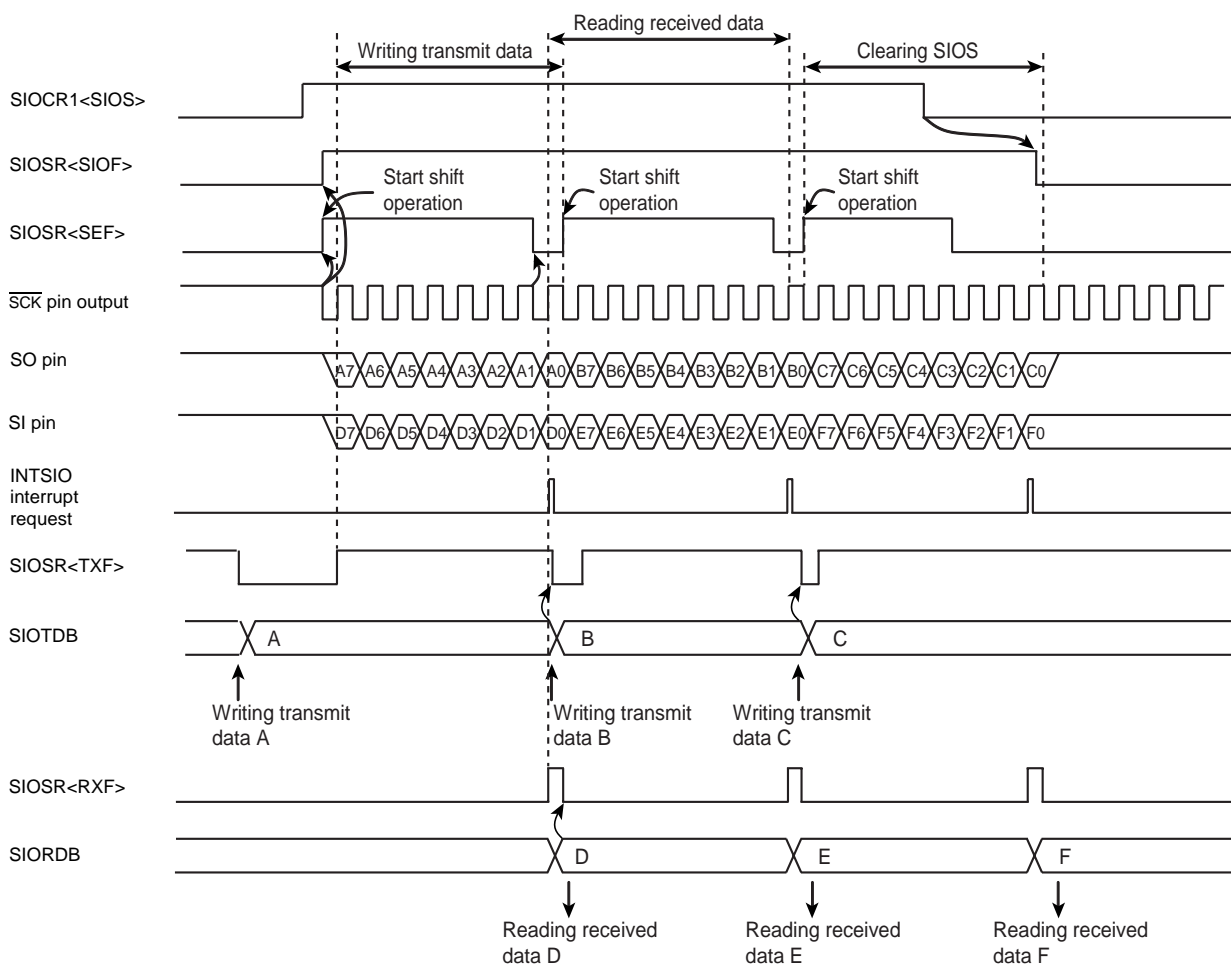 Reading received data
Writing transmit data
Clearing SIOS
SIOCR1<SIOS>
SIOSR<SIOF>
Start shift
operation
Start shift
operation
Start shift
operation
SIOSR<SEF>
SCK pin output
SO pin
A7 A6 A5 A4 A3 A2 A1 A0 B7 B6 B5 B4 B3 B2 B1 B0 C7 C6 C5 C4 C3 C2 C1 C0
SI pin
D7 D6 D5 D4 D3 D2 D1 D0 E7 E6 E5 E4 E3 E2 E1 E0 F7 F6 F5 F4 F3 F2 F1 F0
INTSIO
interrupt
request
SIOSR<TXF>
SIOTDB
A B C
Writing transmit
data A
Writing transmit
data B
Writing transmit
data C
SIOSR<RXF>
SIORDB
D E F
Reading received
data D
Reading received
data E
Reading received
data F